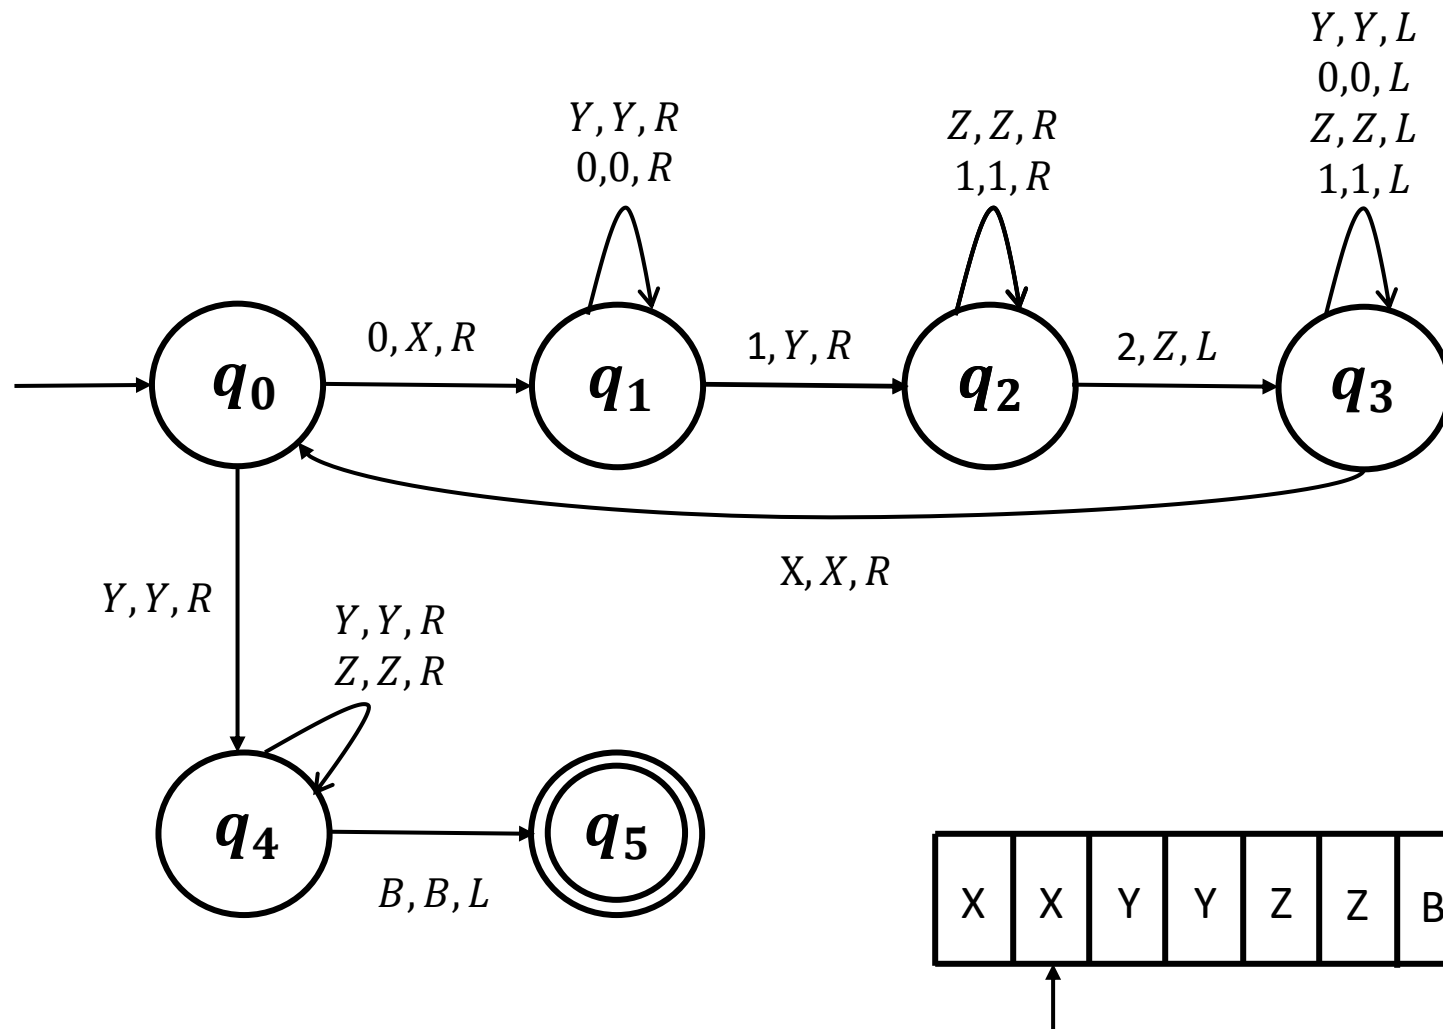 Y, Y, L
0,0, L
Z, Z, L
1,1, L
Y, Y, R
0,0, R
Z, Z, R
1,1, R
0, X, R
1, Y, R
2, Z, L
q0
q1
q2
q3
X, X, R
Y, Y, R
Y, Y, R
Z, Z, R
q4
q5
B, B, L
X X Y Y Z Z B